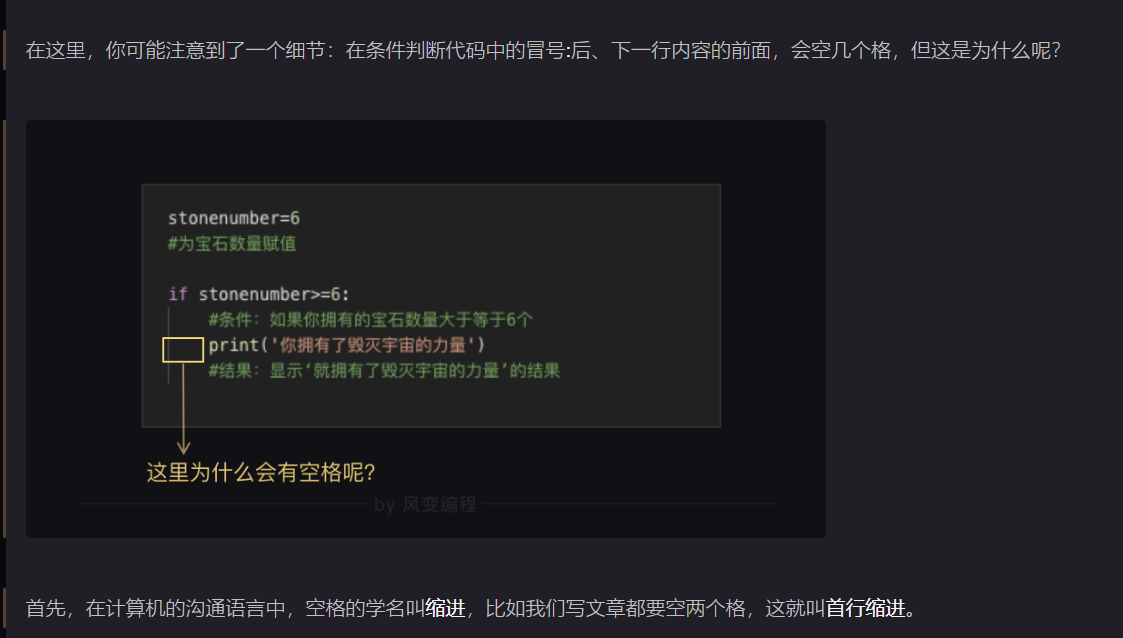 在这里，你可能注意到了一个细节：在条件判断代码中的冒号:后、下一行内容的前面，会空几个格，但这是为什么呢？
stonenumber=6
#为宝石数量赋值
if stonenumber>=6:
#条件：如果你拥有的宝石数量大于等于6个
print('你拥有了毁灭宇宙的力量')
#结果：显示‘就拥有了毁灭宇宙的力量’的结果
这里为什么会有空格呢?
by 风变编程
首先，在计算机的沟通语言中，空格的学名叫缩进，比如我们写文章都要空两个格，这就叫首行缩进。